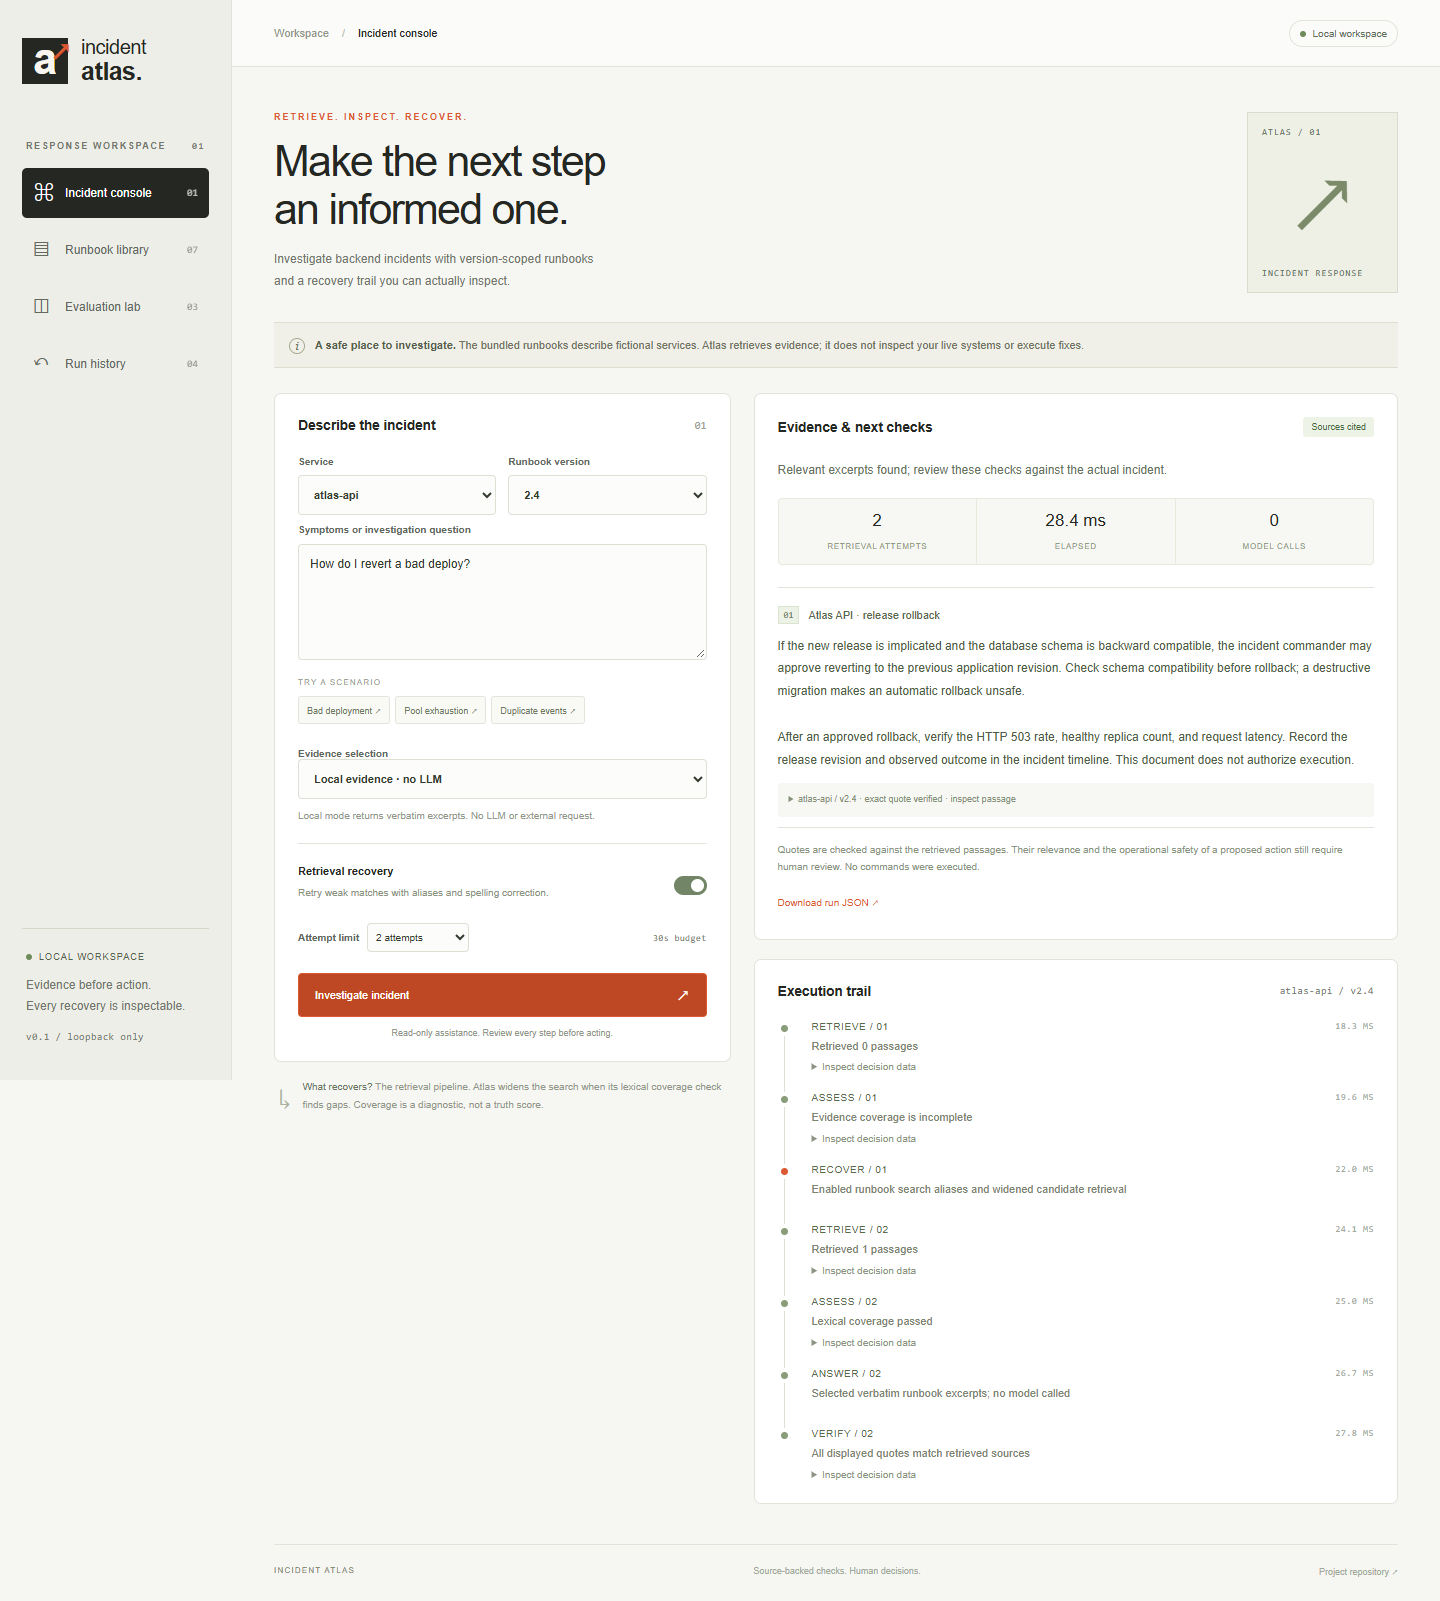 a
incident
atlas.
RESPONSE WORKSPACE 01
⌘ Incident console 01
Runbook library 07
Evaluation lab 03
Run history 04
LOCAL WORKSPACE
Evidence before action.
Every recovery is inspectable.
v0.1 / loopback only
Workspace / Incident console
Local workspace
RETRIEVE. INSPECT. RECOVER.
Make the next step
an informed one.
Investigate backend incidents with version-scoped runbooks
and a recovery trail you can actually inspect.
ATLAS / 01
↗
INCIDENT RESPONSE
i A safe place to investigate. The bundled runbooks describe fictional services. Atlas retrieves evidence; it does not inspect your live systems or execute fixes.
Describe the incident 01
Service Runbook version
atlas-api 2.4
Symptoms or investigation question
How do I revert a bad deploy?
TRY A SCENARIO
Bad deployment ↗ Pool exhaustion ↗ Duplicate events ↗
Evidence selection
Local evidence · no LLM
Local mode returns verbatim excerpts. No LLM or external request.
Retrieval recovery
Retry weak matches with aliases and spelling correction.
Attempt limit 2 attempts 30s budget
Investigate incident ↗
Read-only assistance. Review every step before acting.
↳ What recovers? The retrieval pipeline. Atlas widens the search when its lexical coverage check
finds gaps. Coverage is a diagnostic, not a truth score.
Evidence & next checks Sources cited
Relevant excerpts found; review these checks against the actual incident.
2 28.4 ms 0
RETRIEVAL ATTEMPTS ELAPSED MODEL CALLS
01 Atlas API · release rollback
If the new release is implicated and the database schema is backward compatible, the incident commander may
approve reverting to the previous application revision. Check schema compatibility before rollback; a destructive
migration makes an automatic rollback unsafe.
After an approved rollback, verify the HTTP 503 rate, healthy replica count, and request latency. Record the
release revision and observed outcome in the incident timeline. This document does not authorize execution.
▶ atlas-api / v2.4 · exact quote verified · inspect passage
Quotes are checked against the retrieved passages. Their relevance and the operational safety of a proposed action still require
human review. No commands were executed.
Download run JSON ↗
Execution trail atlas-api / v2.4
RETRIEVE / 01 18.3 MS
Retrieved 0 passages
▶ Inspect decision data
ASSESS / 01 19.6 MS
Evidence coverage is incomplete
▶ Inspect decision data
RECOVER / 01 22.0 MS
Enabled runbook search aliases and widened candidate retrieval
RETRIEVE / 02 24.1 MS
Retrieved 1 passages
▶ Inspect decision data
ASSESS / 02 25.0 MS
Lexical coverage passed
▶ Inspect decision data
ANSWER / 02 26.7 MS
Selected verbatim runbook excerpts; no model called
VERIFY / 02 27.8 MS
All displayed quotes match retrieved sources
▶ Inspect decision data
INCIDENT ATLAS Source-backed checks. Human decisions. Project repository ↗